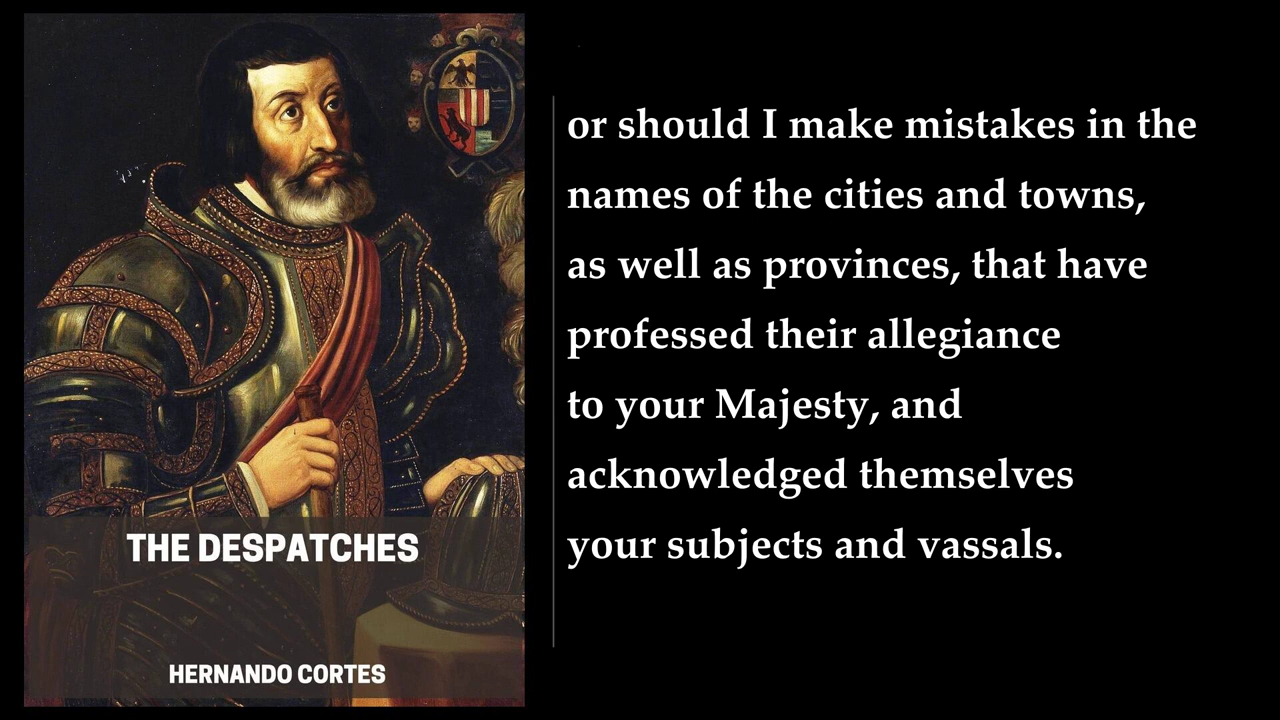 THE DESPATCHES
HERNANDO CORTES
or should I make mistakes in the
names of the cities and towns,
as well as provinces, that have
professed their allegiance
to your Majesty, and
acknowledged themselves
your subjects and vassals.